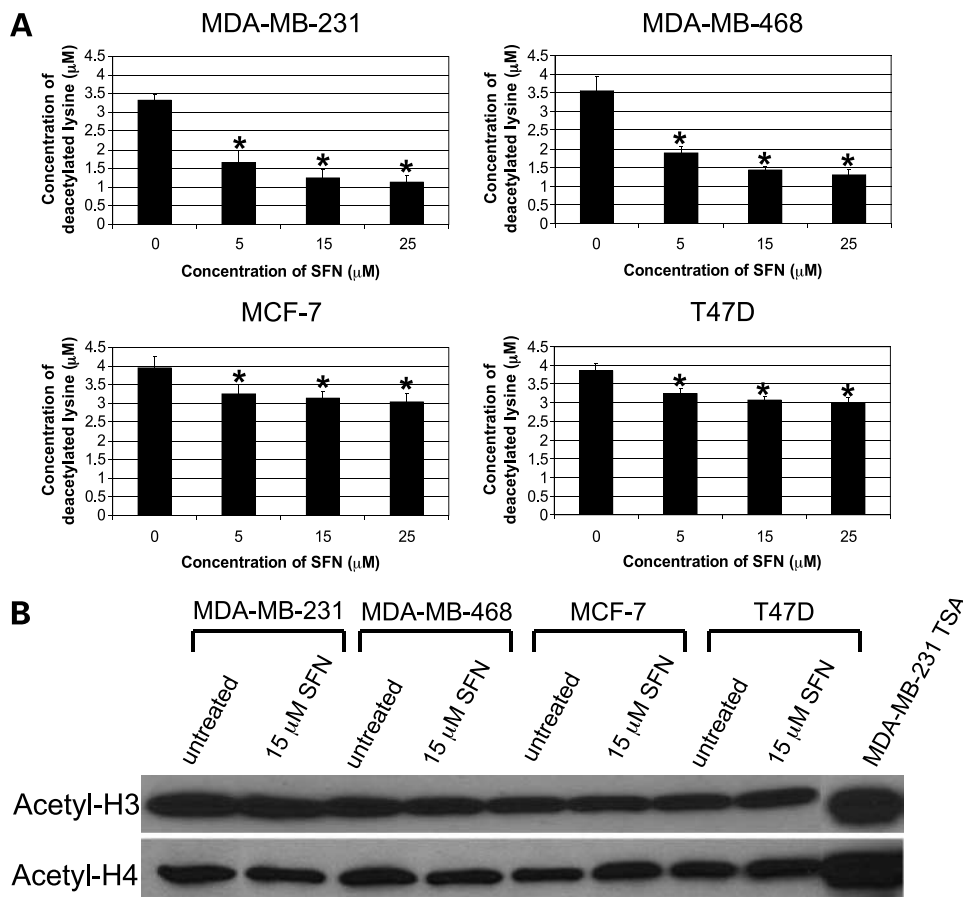 A
MDA-MB-231
Concentration of
deacetylated lysine (μM)
4.5
4
3.5
3
2.5
2
1.5
1
0.5
0
* * *
0 5 15 25
Concentration of SFN (μM)
MDA-MB-468
Concentration of
deacetylated lysine (μM)
4.5
4
3.5
3
2.5
2
1.5
1
0.5
0
* * *
0 5 15 25
Concentration of SFN (μM)
MCF-7
Concentration of
deacetylated lysine (μM)
4.5
4
3.5
3
2.5
2
1.5
1
0.5
0
* * *
0 5 15 25
Concentration of SFN (μM)
T47D
Concentration of
deacetylated lysine (μM)
4.5
4
3.5
3
2.5
2
1.5
1
0.5
0
* * *
0 5 15 25
Concentration of SFN (μM)
B
MDA-MB-231 MDA-MB-468 MCF-7 T47D
untreated
15 μM SFN
untreated
15 μM SFN
untreated
15 μM SFN
untreated
15 μM SFN
MDA-MB-231 TSA
Acetyl-H3
Acetyl-H4